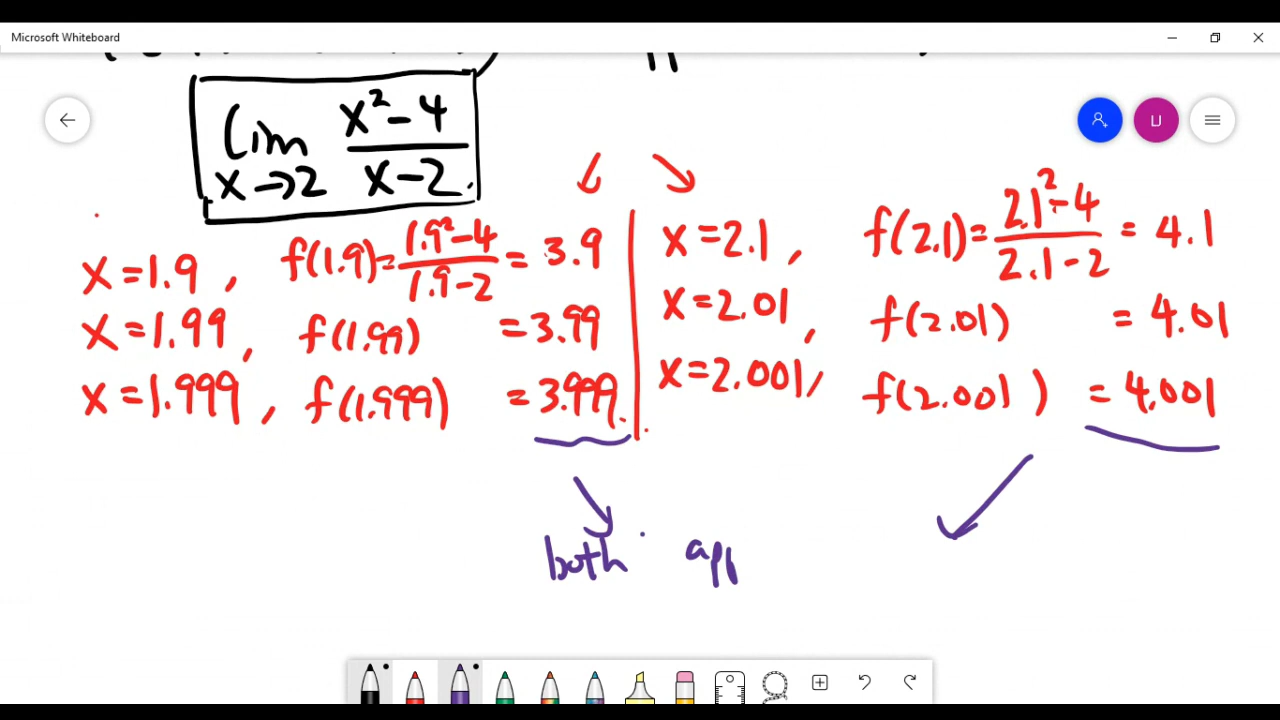 Microsoft Whiteboard
lim x→2 (x² - 4)/(x - 2)
U
x = 1.9, f(1.9) = (1.9² - 4)/(1.9 - 2) = 3.9
x = 1.99, f(1.99) = 3.99
x = 1.999, f(1.999) = 3.999.
x = 2.1, f(2.1) = (2.1² - 4)/(2.1 - 2) = 4.1
x = 2.01, f(2.01) = 4.01
x = 2.001, f(2.001) = 4.001
both app